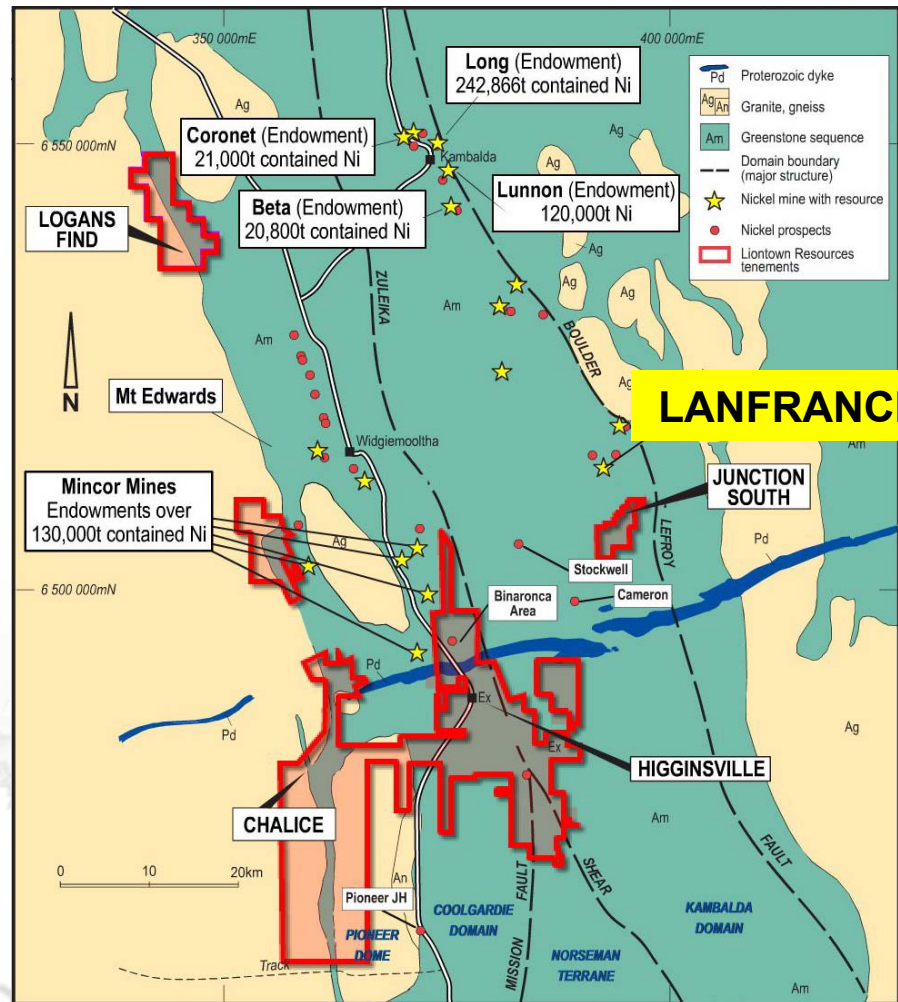 350 000mE
400 000mE
Long (Endowment)
242,866t contained Ni
Ag
Coronet (Endowment)
21,000t contained Ni
6 550 000mN
Kambalda
Ag
Lunnon (Endowment)
120,000t Ni
Beta (Endowment)
20,800t contained Ni
LOGANS
FIND
Ag
Ag
Pd Proterozoic dyke
Ag An Granite, gneiss
Am Greenstone sequence
Domain boundary
(major structure)
Nickel mine with resource
Nickel prospects
Liontown Resources
tenements
ZULEIKA
Am
BOULDER
Am
N
Mt Edwards
Ag
LANFRANC
Am
Widgiemooltha
Mincor Mines
Endowments over
130,000t contained Ni
JUNCTION
SOUTH
LEFROY
Ag
Pd
Stockwell
6 500 000mN
Binaronca
Area
Cameron
Pd
Pd
Ex
Ex
Ag
HIGGINSVILLE
CHALICE
Am
0 10 20km
An
FAULT
SHEAR
FAULT
Pioneer JH
COOLGARDIE
DOMAIN
KAMBALDA
DOMAIN
PIONEER
DOME
MISSION
NORSEMAN
TERRANE
Track
Am